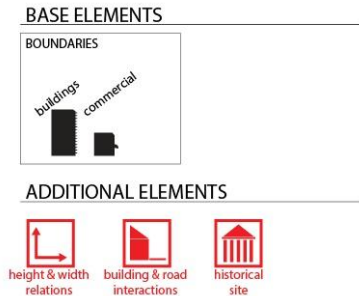 BASE ELEMENTS
BOUNDARIES
buildings
commercial
ADDITIONAL ELEMENTS
height & width
relations
building & road
interactions
historical
site